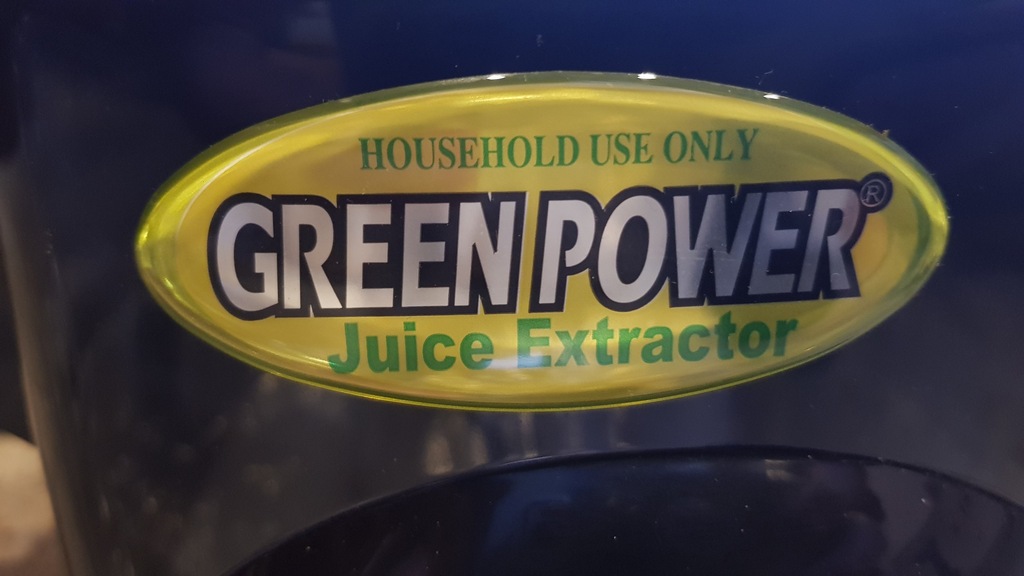 HOUSEHOLD USE ONLY
GREEN POWER®
Juice Extractor